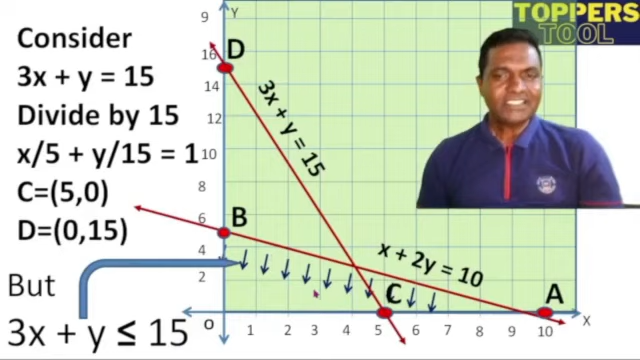 TOPPERS
TOOL
Consider
3x + y = 15
Divide by 15
x/5 + y/15 = 1
C=(5,0)
D=(0,15)
But
3x + y ≤ 15
9 Y
16
D
14
12
10
8
6
B
4
2
O
1 2 3 4 5 6 7 8 9 10 X
3x + y = 15
x + 2y = 10
C
A